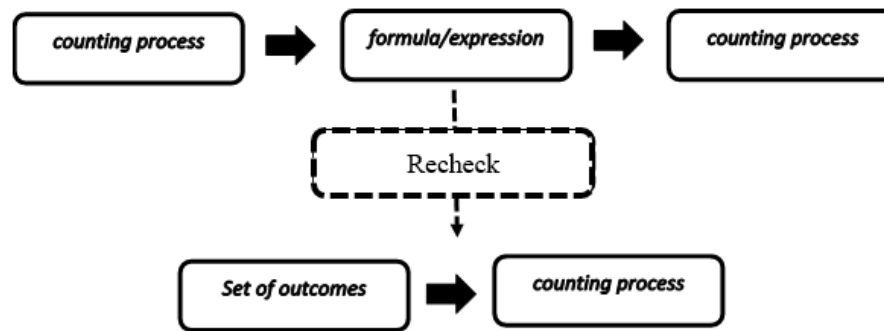 counting process
formula/expression
counting process
Recheck
Set of outcomes
counting process